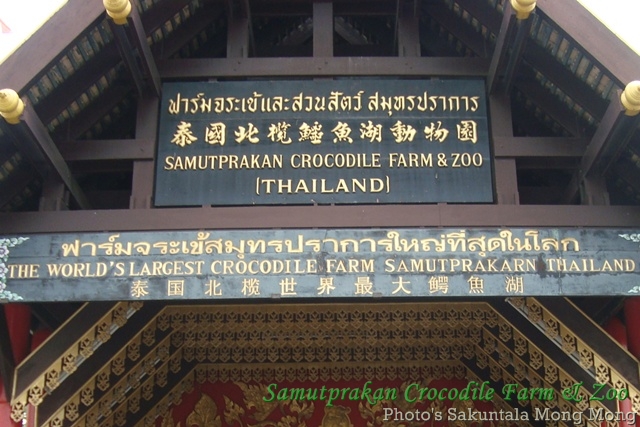 ฟาร์มจระเข้และสวนสัตว์ สมุทรปราการ
泰國北欖鱷魚湖動物園
SAMUTPRAKAN CROCODILE FARM & ZOO
(THAILAND)
ฟาร์มจระเข้สมุทรปราการใหญ่ที่สุดในโลก
THE WORLD'S LARGEST CROCODILE FARM SAMUTPRAKARN THAILAND
泰国北榄世界最大鳄魚湖
Samutprakan Crocodile Farm & Zoo
Photo's Sakuntala Mong Mong